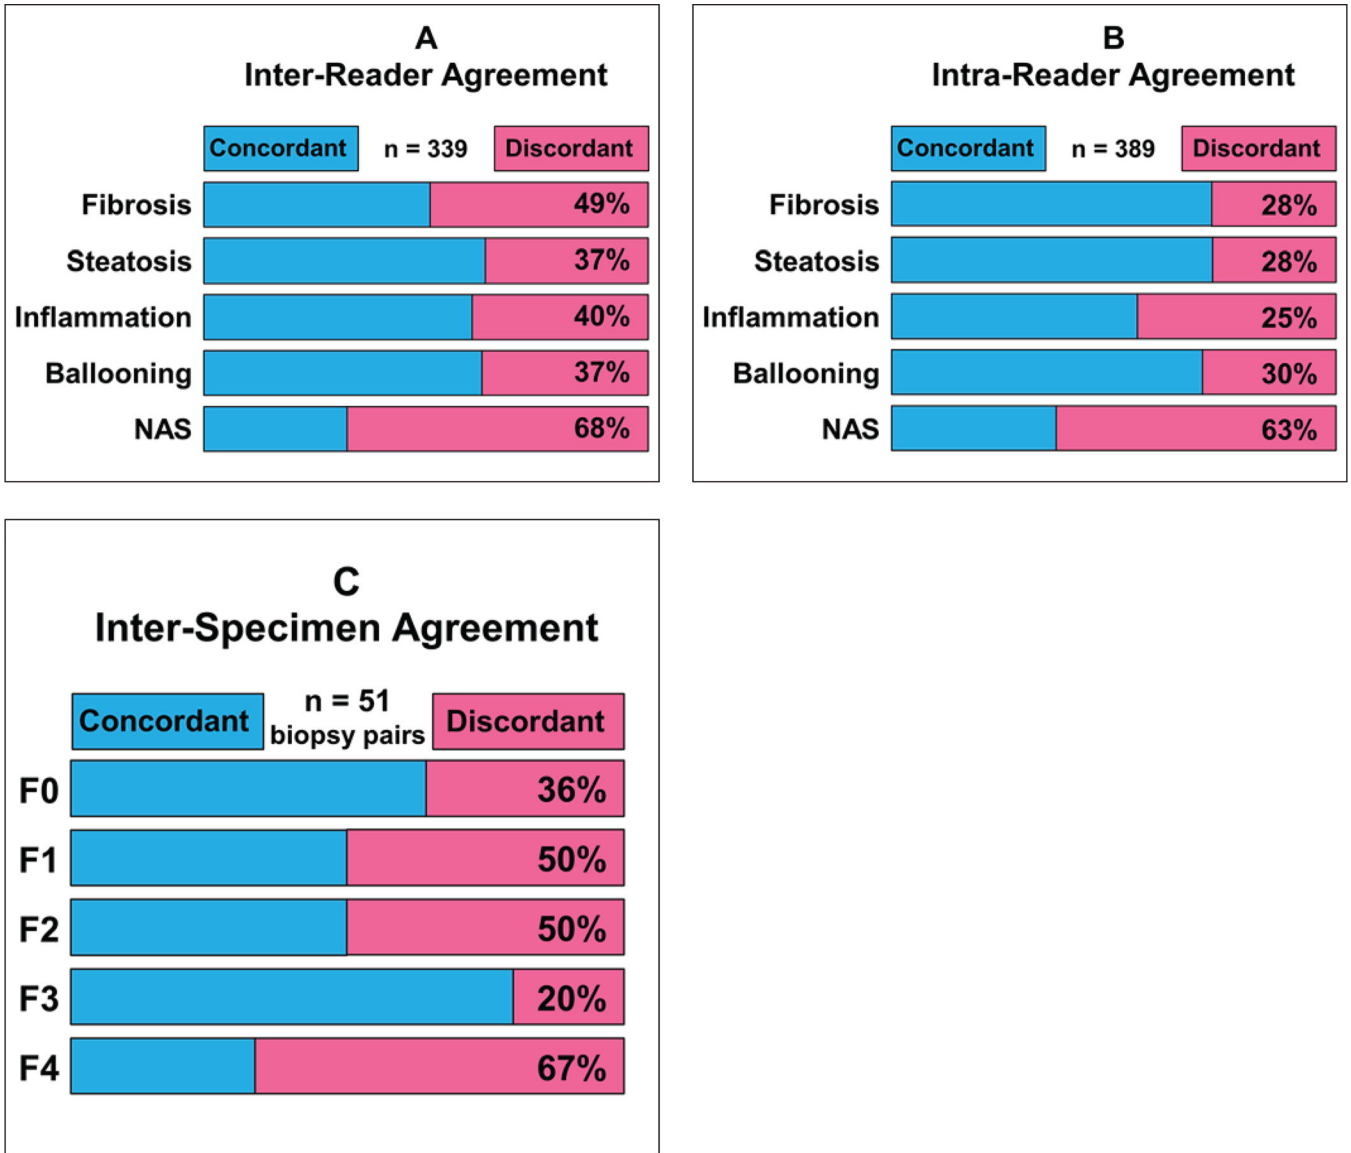 A
Inter-Reader Agreement
Concordant n = 339 Discordant
Fibrosis 49%
Steatosis 37%
Inflammation 40%
Ballooning 37%
NAS 68%
B
Intra-Reader Agreement
Concordant n = 389 Discordant
Fibrosis 28%
Steatosis 28%
Inflammation 25%
Ballooning 30%
NAS 63%
C
Inter-Specimen Agreement
Concordant n = 51 biopsy pairs Discordant
F0 36%
F1 50%
F2 50%
F3 20%
F4 67%